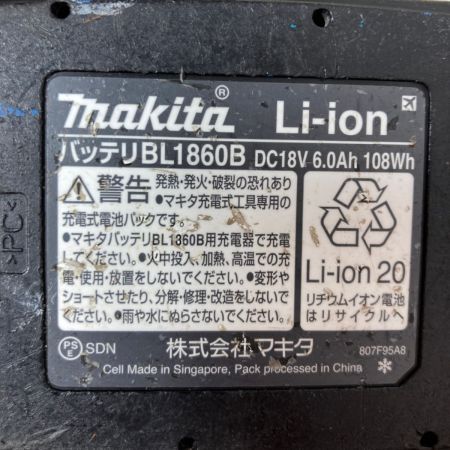 makita® Li-ion
バッテリBL1860B DC18V 6.0Ah 108Wh
警告 発熱・発火・破裂の恐れあり
●マキタ充電式工具専用の
充電式電池パックです。
●マキタバッテリBL1860B用充電器で充電
してください。●火中投入、加熱、高温での充
電・使用・放置をしないでください。●変形や
ショートさせたり、分解・修理・改造をしないで下
さい。●雨や水にぬらさないでください。
Li-ion 20
リチウムイオン電池
はリサイクルへ
>PC<
PSE SDN 株式会社マキタ 807F95A8
Cell Made in Singapore, Pack processed in China